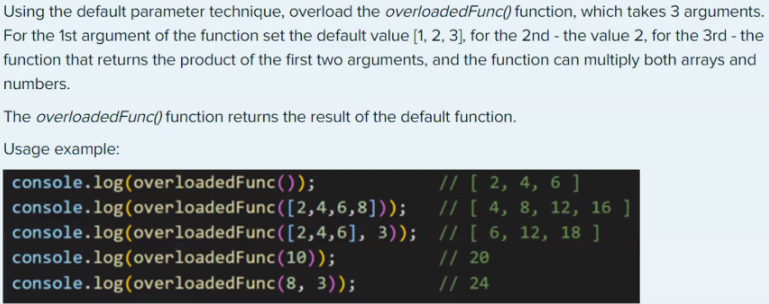 Using the default parameter technique, overload the overloadedFunc() function, which takes 3 arguments.
For the 1st argument of the function set the default value [1, 2, 3], for the 2nd - the value 2, for the 3rd - the
function that returns the product of the first two arguments, and the function can multiply both arrays and
numbers.
The overloadedFunc() function returns the result of the default function.
Usage example:
console.log(overloadedFunc()); // [ 2, 4, 6 ]
console.log(overloadedFunc([2,4,6,8])); // [ 4, 8, 12, 16 ]
console.log(overloadedFunc([2,4,6], 3)); // [ 6, 12, 18 ]
console.log(overloadedFunc(10)); // 20
console.log(overloadedFunc(8, 3)); // 24